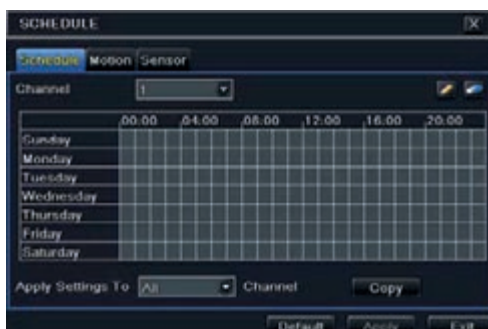 SCHEDULE
Schedule Motion Sensor
Channel 1
00:00 04:00 08:00 12:00 16:00 20:00
Sunday
Monday
Tuesday
Wednesday
Thursday
Friday
Saturday
Apply Settings To All Channel Copy
Default Apply Exit